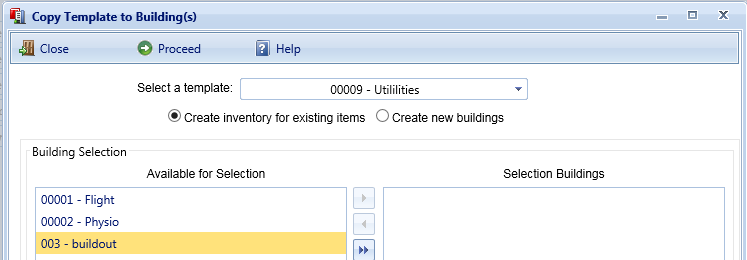 Copy Template to Building(s)
Close Proceed Help
Select a template: 00009 - Utililities
Create inventory for existing items Create new buildings
Building Selection
Available for Selection Selection Buildings
00001 - Flight
00002 - Physio
003 - buildout